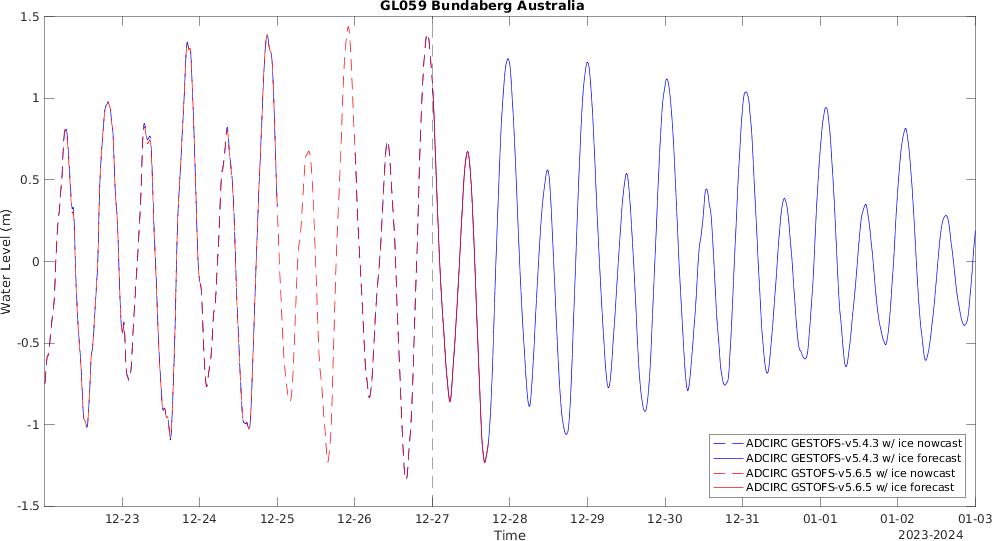 GL059 Bundaberg Australia
Water Level (m)
1.5
1
0.5
0
-0.5
-1
-1.5
ADCIRC GESTOFS-v5.4.3 w/ ice nowcast
ADCIRC GESTOFS-v5.4.3 w/ ice forecast
ADCIRC GSTOFS-v5.6.5 w/ ice nowcast
ADCIRC GSTOFS-v5.6.5 w/ ice forecast
12-23 12-24 12-25 12-26 12-27 12-28 12-29 12-30 12-31 01-01 01-02 01-03
Time
2023-2024